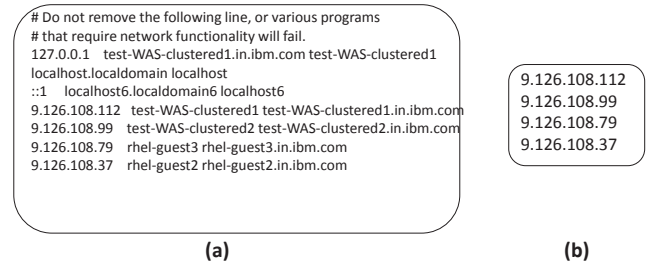 # Do not remove the following line, or various programs
# that require network functionality will fail.
127.0.0.1 test-WAS-clustered1.in.ibm.com test-WAS-clustered1
localhost.localdomain localhost
::1 localhost6.localdomain6 localhost6
9.126.108.112 test-WAS-clustered1 test-WAS-clustered1.in.ibm.com
9.126.108.99 test-WAS-clustered2 test-WAS-clustered2.in.ibm.com
9.126.108.79 rhel-guest3 rhel-guest3.in.ibm.com
9.126.108.37 rhel-guest2 rhel-guest2.in.ibm.com
(a)
9.126.108.112
9.126.108.99
9.126.108.79
9.126.108.37
(b)